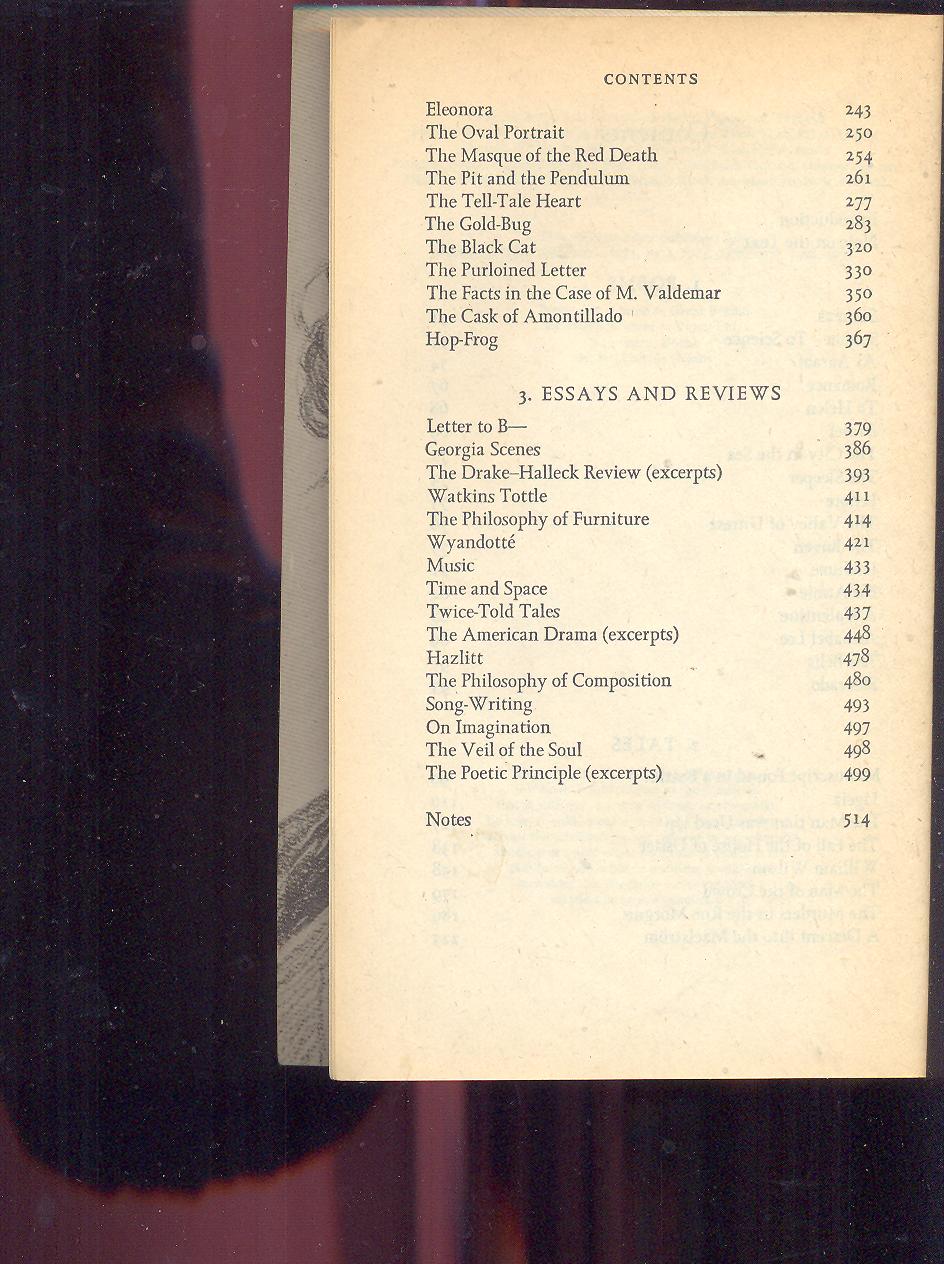 CONTENTS
Eleonora 243
The Oval Portrait 250
The Masque of the Red Death 254
The Pit and the Pendulum 261
The Tell-Tale Heart 277
The Gold-Bug 283
The Black Cat 320
The Purloined Letter 330
The Facts in the Case of M. Valdemar 350
The Cask of Amontillado 360
Hop-Frog 367
3. ESSAYS AND REVIEWS
Letter to B— 379
Georgia Scenes 386
The Drake–Halleck Review (excerpts) 393
Watkins Tottle 411
The Philosophy of Furniture 414
Wyandotté 421
Music 433
Time and Space 434
Twice-Told Tales 437
The American Drama (excerpts) 448
Hazlitt 478
The Philosophy of Composition 480
Song-Writing 493
On Imagination 497
The Veil of the Soul 498
The Poetic Principle (excerpts) 499
Notes 514